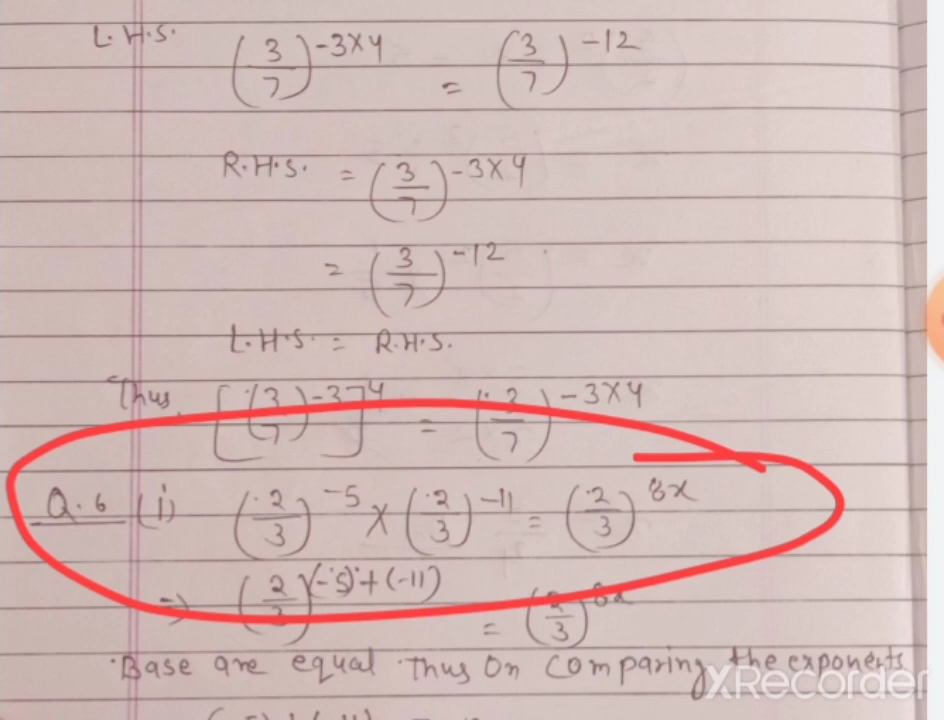 L.H.S. (3/7)^-3×4 = (3/7)^-12
R.H.S. = (3/7)^-3×4
= (3/7)^-12
L.H.S. = R.H.S.
Thus, [(3/7)^-3]^4 = (3/7)^-3×4
Q.6 (i) (2/3)^-5 × (2/3)^-11 = (2/3)^8x
⇒ (2/3)^(-5)+(-11) = (2/3)^8x
Base are equal Thus On Comparing the exponents
XRecorder